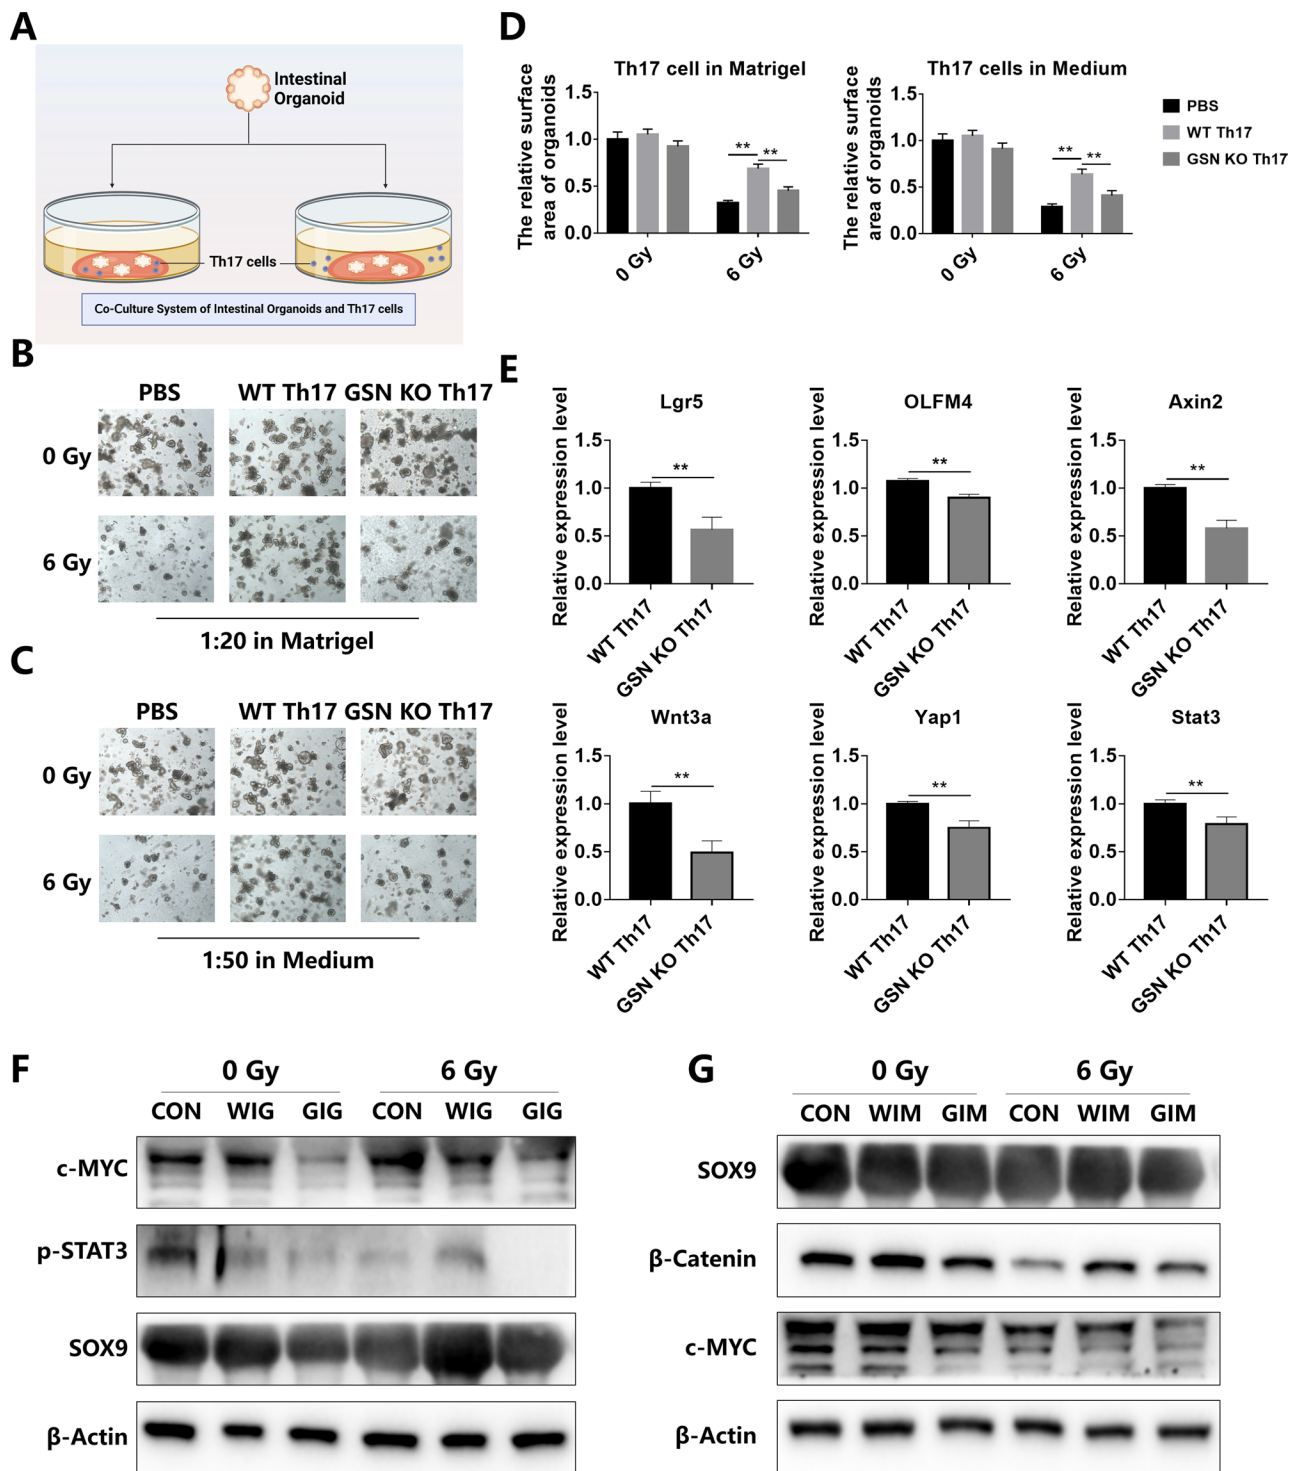 A
Intestinal
Organoid
Th17 cells
Co-Culture System of Intestinal Organoids and Th17 cells
B
PBS WT Th17 GSN KO Th17
0 Gy
6 Gy
1:20 in Matrigel
C
PBS WT Th17 GSN KO Th17
0 Gy
6 Gy
1:50 in Medium
D
Th17 cell in Matrigel
The relative surface
area of organoids
1.5
1.0
0.5
0.0
** **
0 Gy
6 Gy
Th17 cells in Medium
The relative surface
area of organoids
1.5
1.0
0.5
0.0
** **
0 Gy
6 Gy
PBS
WT Th17
GSN KO Th17
E
Lgr5
Relative expression level
1.5
1.0
0.5
0.0
**
WT Th17
GSN KO Th17
OLFM4
Relative expression level
1.5
1.0
0.5
0.0
**
WT Th17
GSN KO Th17
Axin2
Relative expression level
1.5
1.0
0.5
0.0
**
WT Th17
GSN KO Th17
Wnt3a
Relative expression level
1.5
1.0
0.5
0.0
**
WT Th17
GSN KO Th17
Yap1
Relative expression level
1.5
1.0
0.5
0.0
**
WT Th17
GSN KO Th17
Stat3
Relative expression level
1.5
1.0
0.5
0.0
**
WT Th17
GSN KO Th17
F
0 Gy 6 Gy
CON WIG GIG CON WIG GIG
c-MYC
p-STAT3
SOX9
β-Actin
G
0 Gy 6 Gy
CON WIM GIM CON WIM GIM
SOX9
β-Catenin
c-MYC
β-Actin